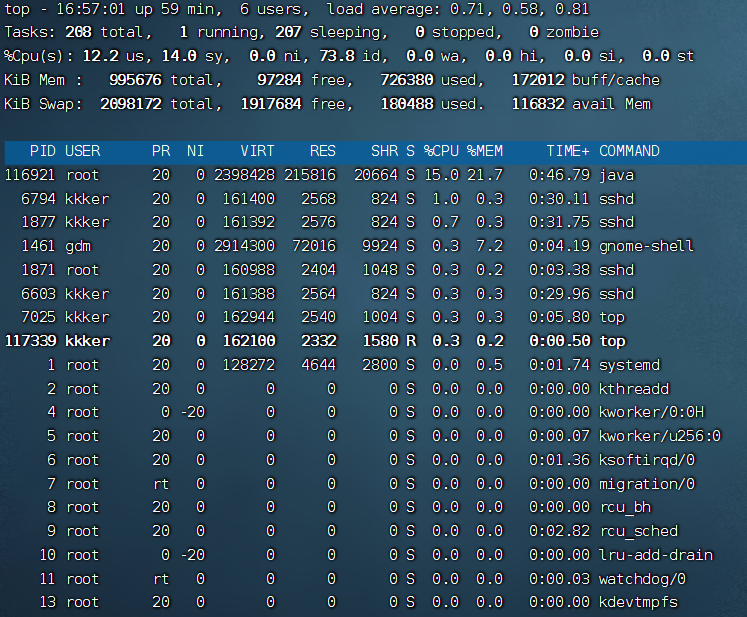 top - 16:57:01 up 59 min,  6 users,  load average: 0.71, 0.58, 0.81
Tasks: 208 total,   1 running, 207 sleeping,   0 stopped,   0 zombie
%Cpu(s): 12.2 us, 14.0 sy,  0.0 ni, 73.8 id,  0.0 wa,  0.0 hi,  0.0 si,  0.0 st
KiB Mem :   995676 total,    97284 free,   726380 used,   172012 buff/cache
KiB Swap:  2098172 total,  1917684 free,   180488 used.   116832 avail Mem
PID USER      PR  NI    VIRT    RES    SHR S %CPU %MEM     TIME+ COMMAND
116921 root      20   0 2398428 215816  20664 S 15.0 21.7   0:46.79 java
6794 kkker     20   0  161400   2568    824 S  1.0  0.3   0:30.11 sshd
1877 kkker     20   0  161392   2576    824 S  0.7  0.3   0:31.75 sshd
1461 gdm       20   0 2914300  72016   9924 S  0.3  7.2   0:04.19 gnome-shell
1871 root      20   0  160988   2404   1048 S  0.3  0.2   0:03.38 sshd
6603 kkker     20   0  161388   2564    824 S  0.3  0.3   0:29.96 sshd
7025 kkker     20   0  162944   2540   1004 S  0.3  0.3   0:05.80 top
117339 kkker     20   0  162100   2332   1580 R  0.3  0.2   0:00.50 top
1 root      20   0  128272   4644   2800 S  0.0  0.5   0:01.74 systemd
2 root      20   0       0      0      0 S  0.0  0.0   0:00.00 kthreadd
4 root       0 -20       0      0      0 S  0.0  0.0   0:00.00 kworker/0:0H
5 root      20   0       0      0      0 S  0.0  0.0   0:00.07 kworker/u256:0
6 root      20   0       0      0      0 S  0.0  0.0   0:01.36 ksoftirqd/0
7 root      rt   0       0      0      0 S  0.0  0.0   0:00.00 migration/0
8 root      20   0       0      0      0 S  0.0  0.0   0:00.00 rcu_bh
9 root      20   0       0      0      0 S  0.0  0.0   0:02.82 rcu_sched
10 root       0 -20       0      0      0 S  0.0  0.0   0:00.00 lru-add-drain
11 root      rt   0       0      0      0 S  0.0  0.0   0:00.03 watchdog/0
13 root      20   0       0      0      0 S  0.0  0.0   0:00.00 kdevtmpfs